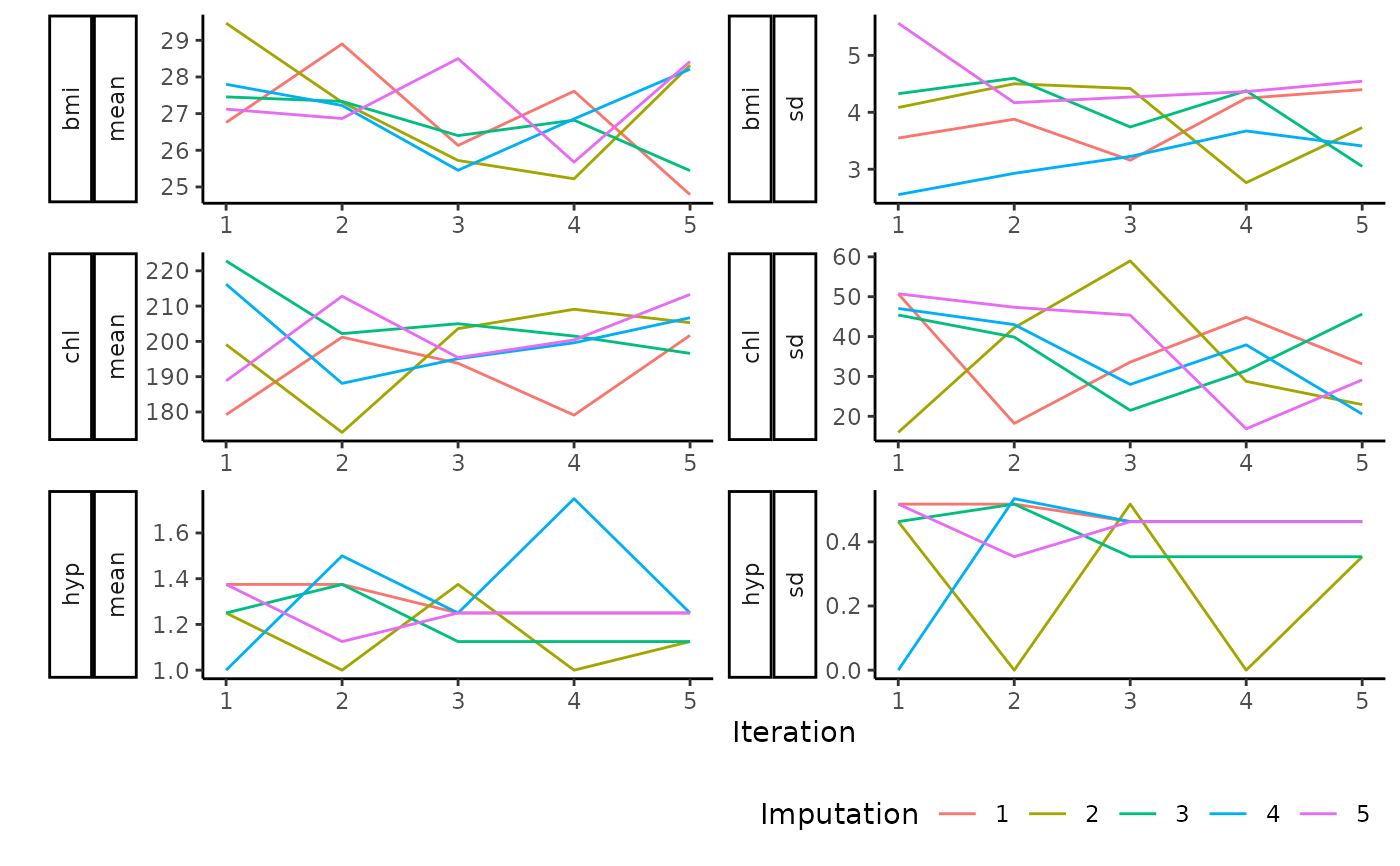 bmi mean
29
28
27
26
25
1 2 3 4 5
bmi sd
5
4
3
1 2 3 4 5
chl mean
220
210
200
190
180
1 2 3 4 5
chl sd
60
50
40
30
20
1 2 3 4 5
hyp mean
1.6
1.4
1.2
1.0
1 2 3 4 5
hyp sd
0.4
0.2
0.0
1 2 3 4 5
Iteration
Imputation 1 2 3 4 5